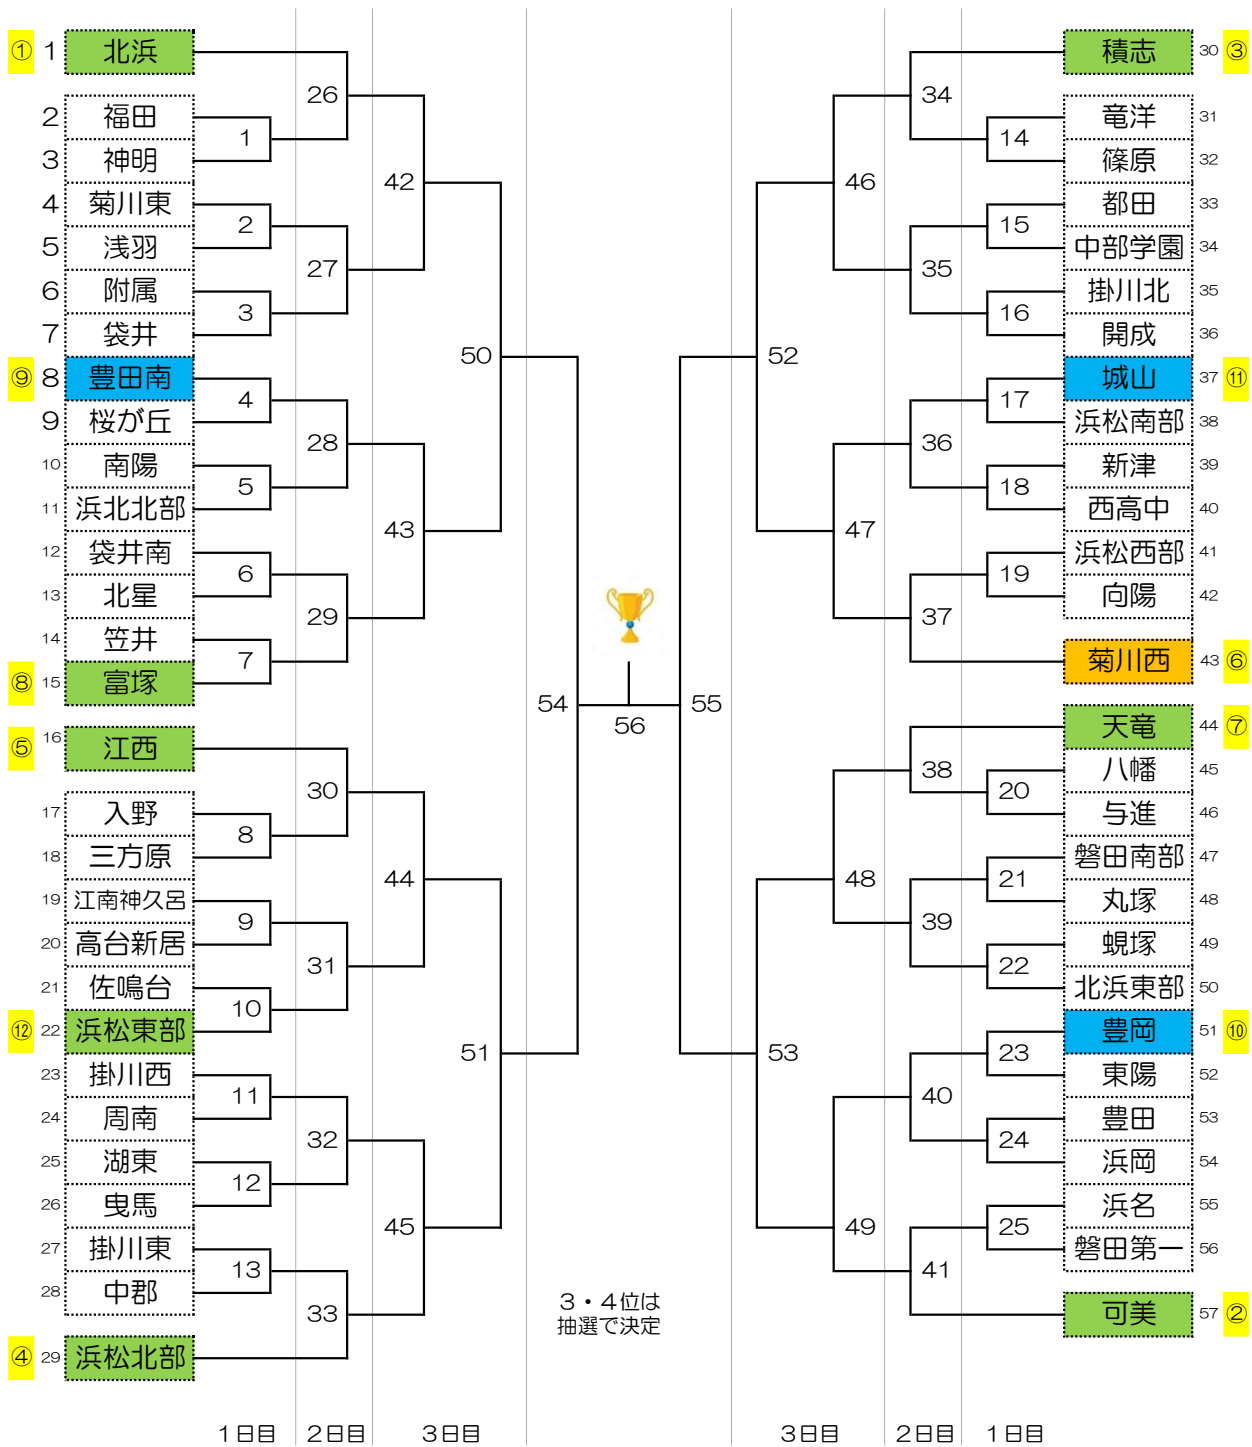 ① 1 北浜
2 福田
3 神明
4 菊川東
5 浅羽
6 附属
7 袋井
⑨ 8 豊田南
9 桜が丘
10 南陽
11 浜北北部
12 袋井南
13 北星
14 笠井
⑧ 15 富塚
⑤ 16 江西
17 入野
18 三方原
19 江南神久呂
20 高台新居
21 佐鳴台
⑫ 22 浜松東部
23 掛川西
24 周南
25 湖東
26 曳馬
27 掛川東
28 中郡
④ 29 浜松北部
1
2
3
4
5
6
7
8
9
10
11
12
13
26
27
28
29
30
31
32
33
42
43
44
45
50
51
54
56
55
52
53
46
47
48
49
34
35
36
37
38
39
40
41
14
15
16
17
18
19
20
21
22
23
24
25
積志 30 ③
竜洋 31
篠原 32
都田 33
中部学園 34
掛川北 35
開成 36
城山 37 ⑪
浜松南部 38
新津 39
西高中 40
浜松西部 41
向陽 42
菊川西 43 ⑥
天竜 44 ⑦
八幡 45
与進 46
磐田南部 47
丸塚 48
蜆塚 49
北浜東部 50
豊岡 51 ⑩
東陽 52
豊田 53
浜岡 54
浜名 55
磐田第一 56
可美 57 ②
３・４位は
抽選で決定
１日目 ２日目 ３日目 ３日目 ２日目 １日目